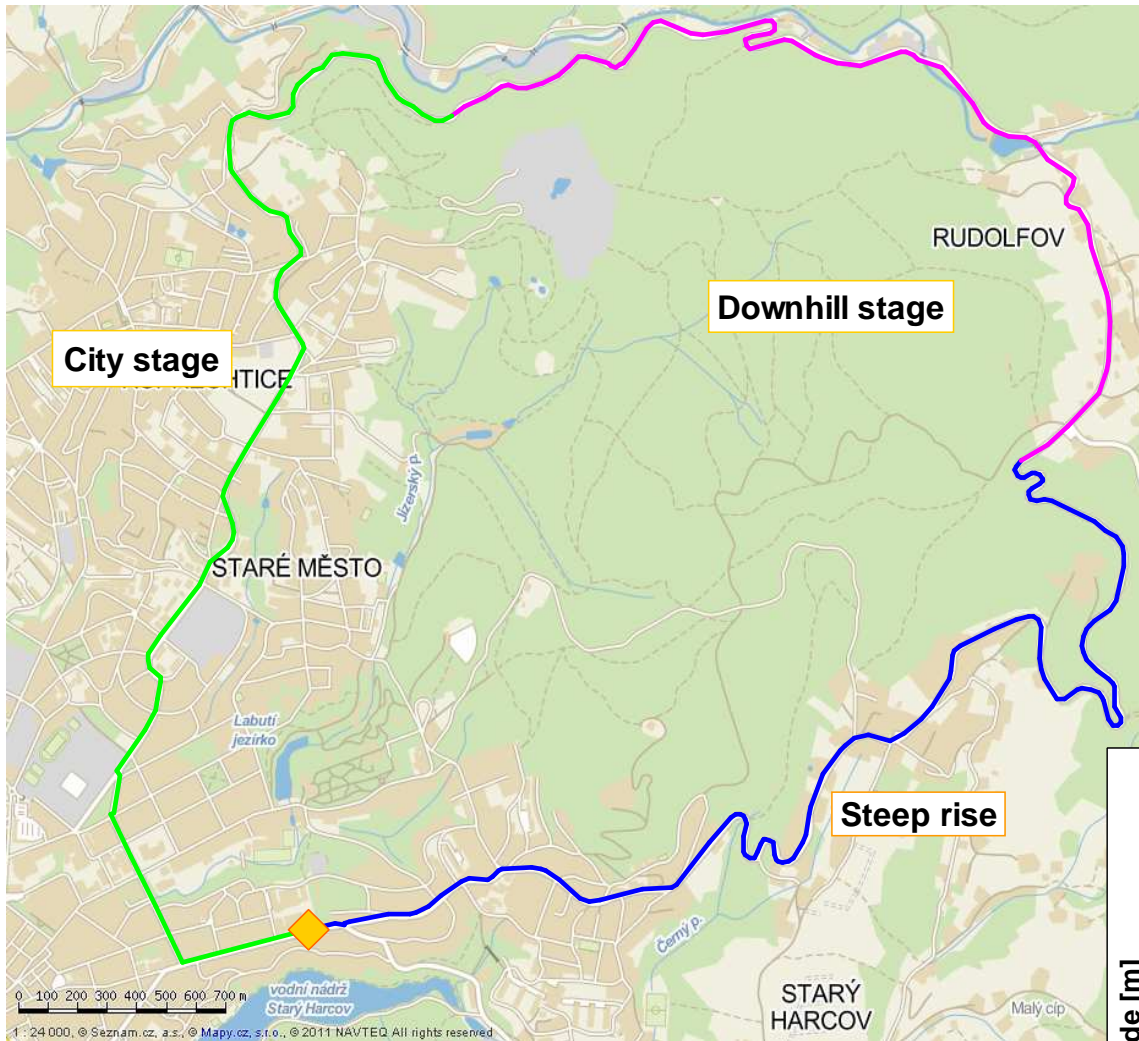 RUDOLFOV
Downhill stage
City stage
STARÉ MĚSTO
Jizerský p.
Labutí
jezírko
Steep rise
Černý p.
vodní nádrž
Starý Harcov
STARÝ
HARCOV
Malý cíp
0 100 200 300 400 500 600 700 m
1 : 24 000, © Seznam.cz, a.s., © Mapy.cz, s.r.o., © 2011 NAVTEQ All rights reserved
de [m]